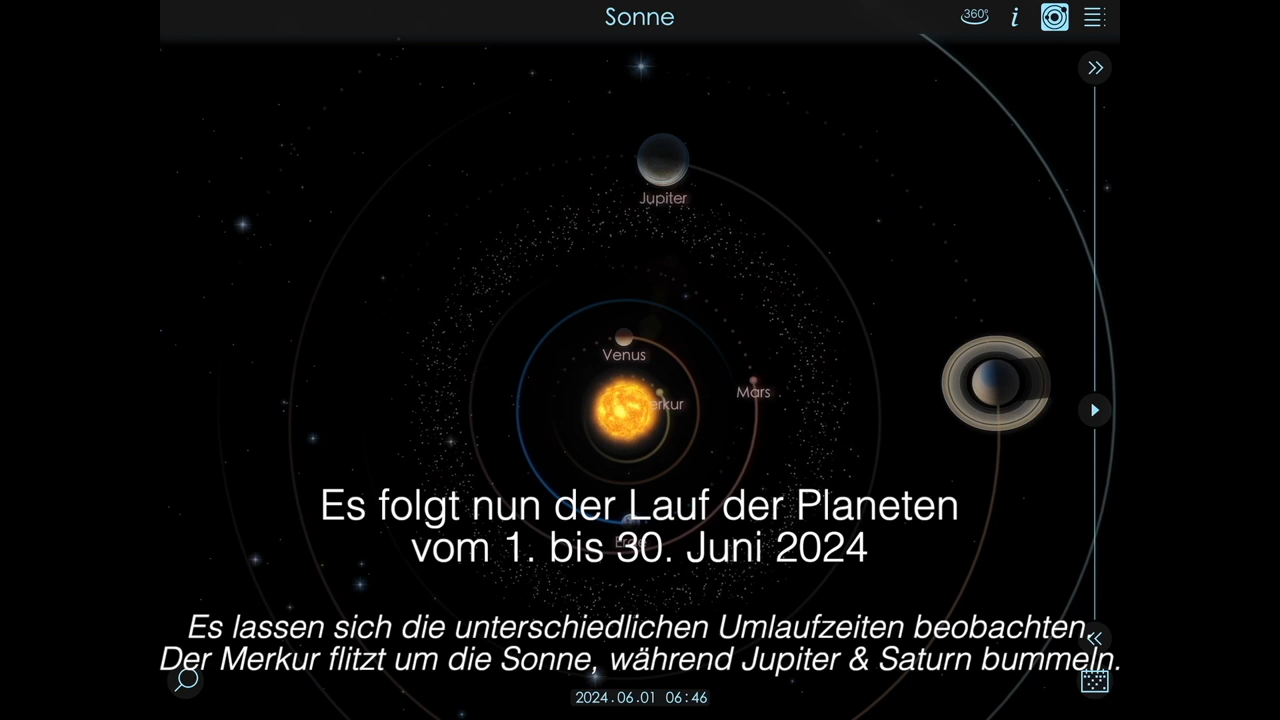 Sonne
360°
i
Jupiter
Venus
Mars
erkur
Es folgt nun der Lauf der Planeten
vom 1. bis 30. Juni 2024
Es lassen sich die unterschiedlichen Umlaufzeiten beobachten.
Der Merkur flitzt um die Sonne, während Jupiter & Saturn bummeln.
2024.06.01 06:46